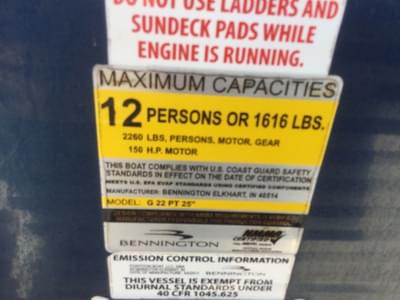 DO NOT USE LADDERS AND
SUNDECK PADS WHILE
ENGINE IS RUNNING.
MAXIMUM CAPACITIES
12 PERSONS OR 1616 LBS.
2260 LBS, PERSONS, MOTOR, GEAR
150 H.P. MOTOR
THIS BOAT COMPLIES WITH U.S. COAST GUARD SAFETY
STANDARDS IN EFFECT ON THE DATE OF CERTIFICATION
MEETS U.S. EPA EVAP STANDARDS USING CERTIFIED COMPONENTS
MANUFACTURER: BENNINGTON ELKHART, IN 46514
MODEL: G 22 PT 25"
BENNINGTON
CERTIFIED
EMISSION CONTROL INFORMATION
BENNINGTON
THIS VESSEL IS EXEMPT FROM
DIURNAL STANDARDS UNDER
40 CFR 1045.625